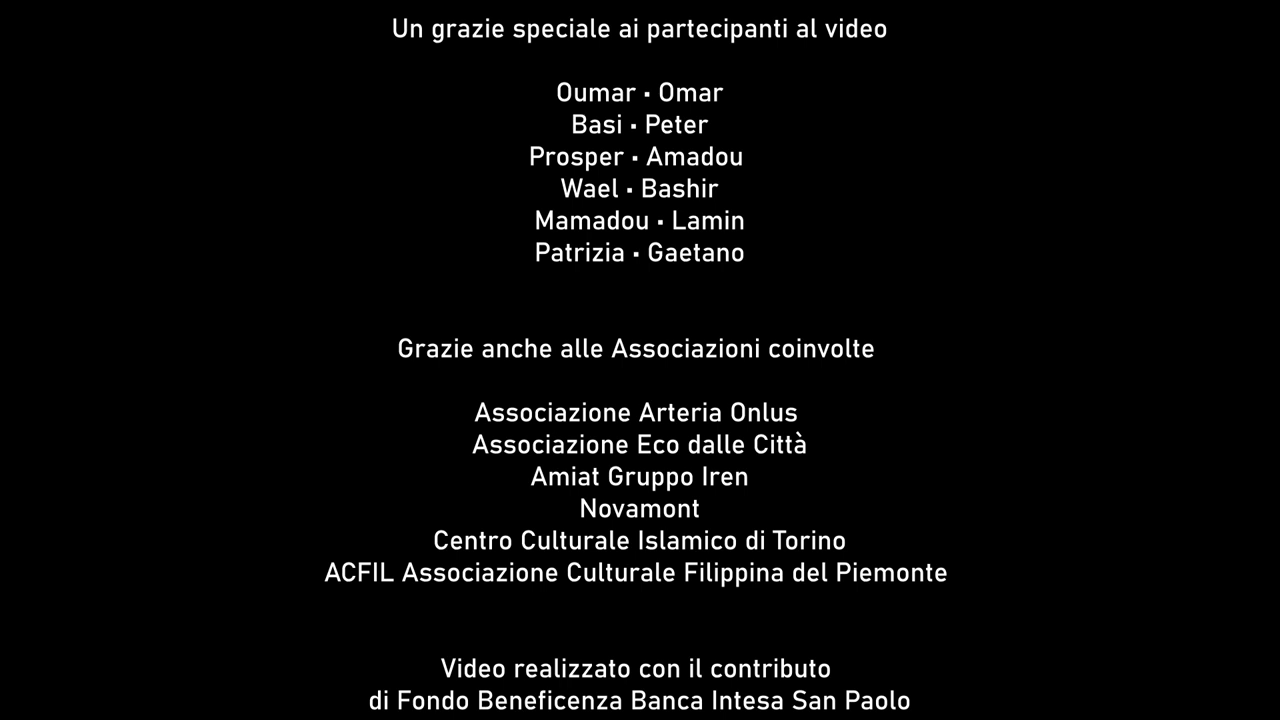 Un grazie speciale ai partecipanti al video
Oumar • Omar
Basi • Peter
Prosper • Amadou
Wael • Bashir
Mamadou • Lamin
Patrizia • Gaetano
Grazie anche alle Associazioni coinvolte
Associazione Arteria Onlus
Associazione Eco dalle Città
Amiat Gruppo Iren
Novamont
Centro Culturale Islamico di Torino
ACFIL Associazione Culturale Filippina del Piemonte
Video realizzato con il contributo
di Fondo Beneficenza Banca Intesa San Paolo